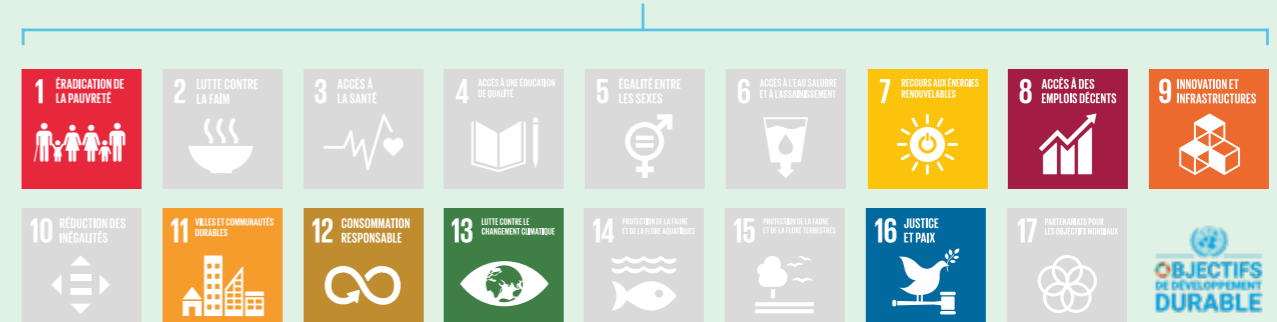 1 ÉRADICATION DE
LA PAUVRETÉ
2 LUTTE CONTRE
LA FAIM
3 ACCÈS À
LA SANTÉ
4 ACCÈS À UNE ÉDUCATION
DE QUALITÉ
5 ÉGALITÉ ENTRE
LES SEXES
6 ACCÈS À L'EAU SALUBRE
ET À L'ASSAINISSEMENT
7 RECOURS AUX ÉNERGIES
RENOUVELABLES
8 ACCÈS À DES
EMPLOIS DÉCENTS
9 INNOVATION ET
INFRASTRUCTURES
10 RÉDUCTION DES
INÉGALITÉS
11 VILLES ET COMMUNAUTÉS
DURABLES
12 CONSOMMATION
RESPONSABLE
13 LUTTE CONTRE LE
CHANGEMENT CLIMATIQUE
14 PROTECTION DE LA FAUNE
ET DE LA FLORE AQUATIQUES
15 PROTECTION DE LA FAUNE
ET DE LA FLORE TERRESTRES
16 JUSTICE
ET PAIX
17 PARTENARIATS POUR
LES OBJECTIFS MONDIAUX
OBJECTIFS
DE DÉVELOPPEMENT
DURABLE